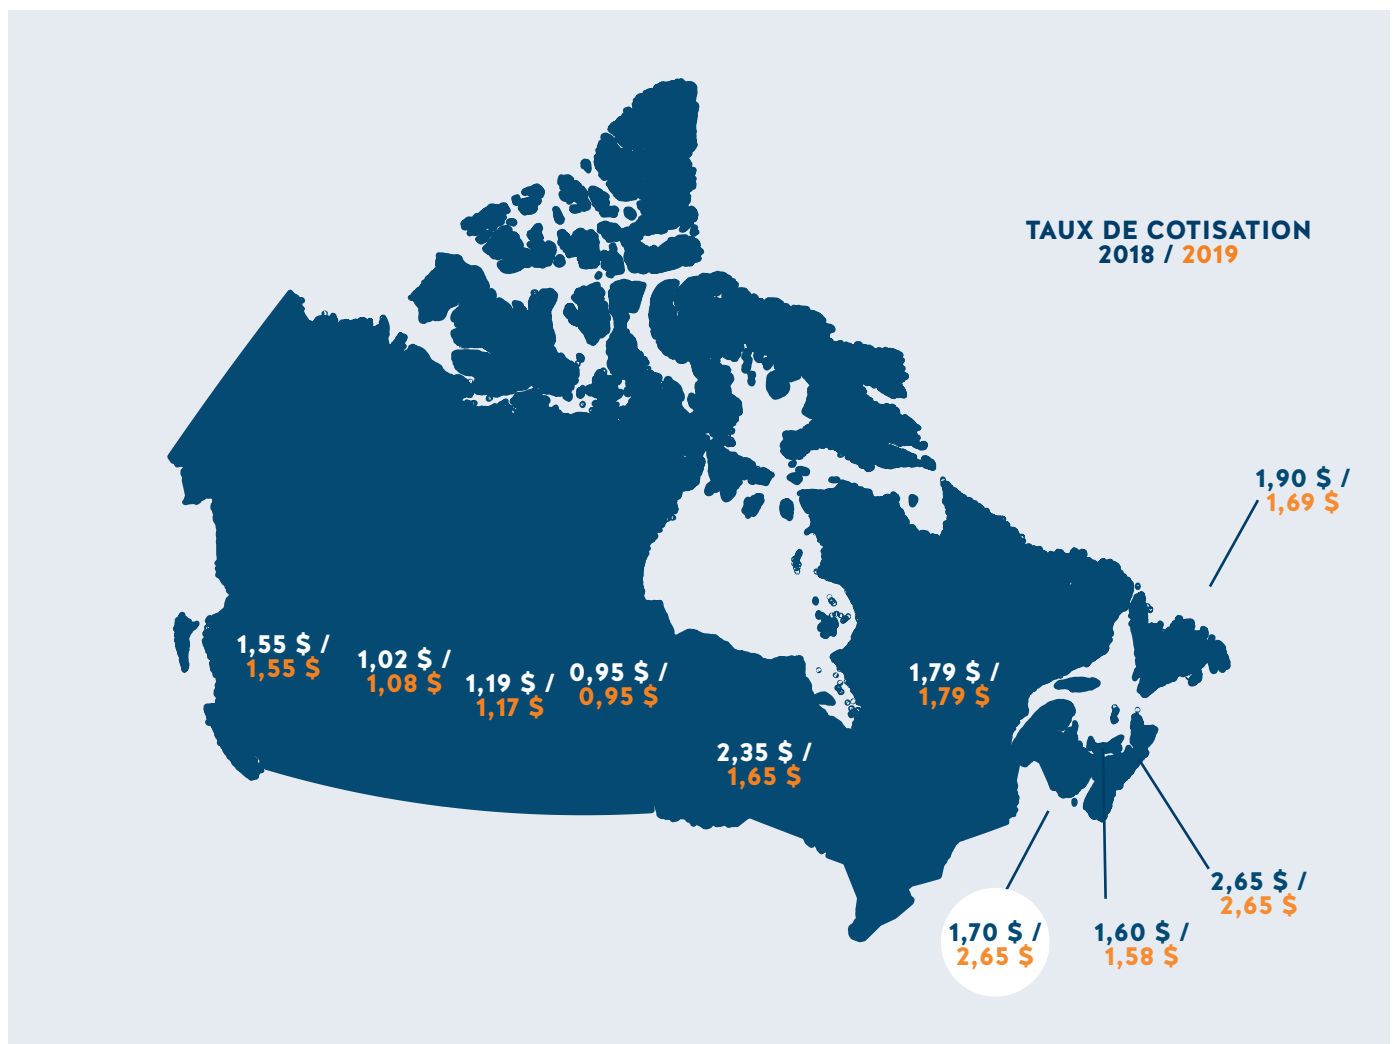 TAUX DE COTISATION
2018 / 2019
1,90 $ /
1,69 $
1,55 $ /
1,55 $
1,02 $ /
1,08 $
1,19 $ /
1,17 $
0,95 $ /
0,95 $
1,79 $ /
1,79 $
2,35 $ /
1,65 $
2,65 $ /
2,65 $
1,70 $ /
2,65 $
1,60 $ /
1,58 $